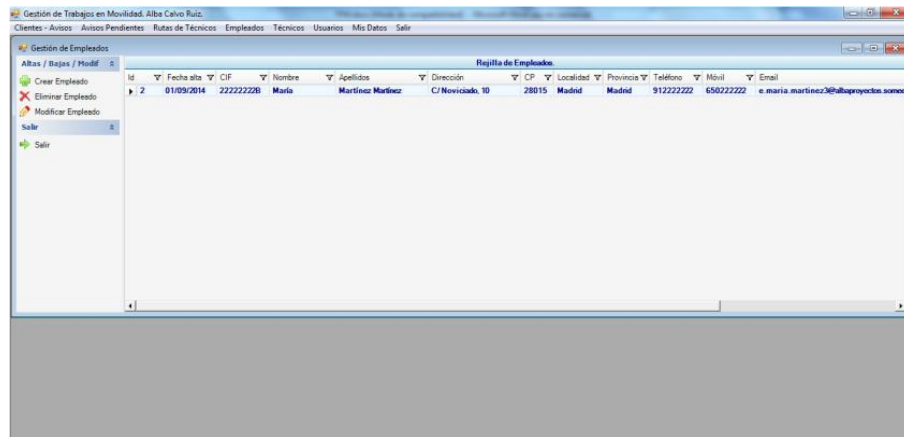 Gestión de Trabajos en Movilidad. Alba Calvo Ruiz.
Clientes - Avisos Avisos Pendientes Rutas de Técnicos Empleados Técnicos Usuarios Mis Datos Salir
Gestión de Empleados
Altas / Bajas / Modif
Crear Empleado
Eliminar Empleado
Modificar Empleado
Salir
Salir
Rejilla de Empleados.
Id Fecha alta CIF Nombre Apellidos Dirección CP Localidad Provincia Teléfono Móvil Email
2 01/09/2014 22222222B María Martínez Martínez C/ Noviciado, 10 28015 Madrid Madrid 912222222 650222222 e.maria.martinez3@albaproyectos.somee